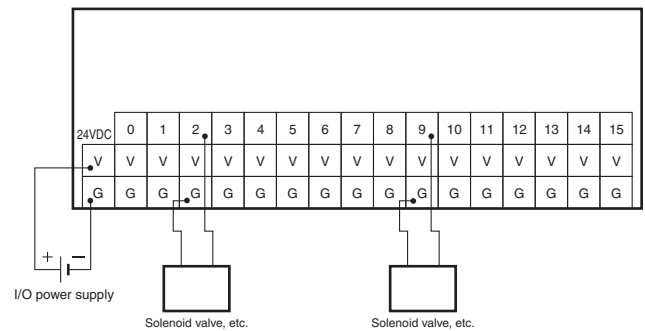 24VDC 0 1 2 3 4 5 6 7 8 9 10 11 12 13 14 15
V V V V V V V V V V V V V V V V V
G G G G G G G G G G G G G G G G G
+ −
I/O power supply
Solenoid valve, etc. Solenoid valve, etc.